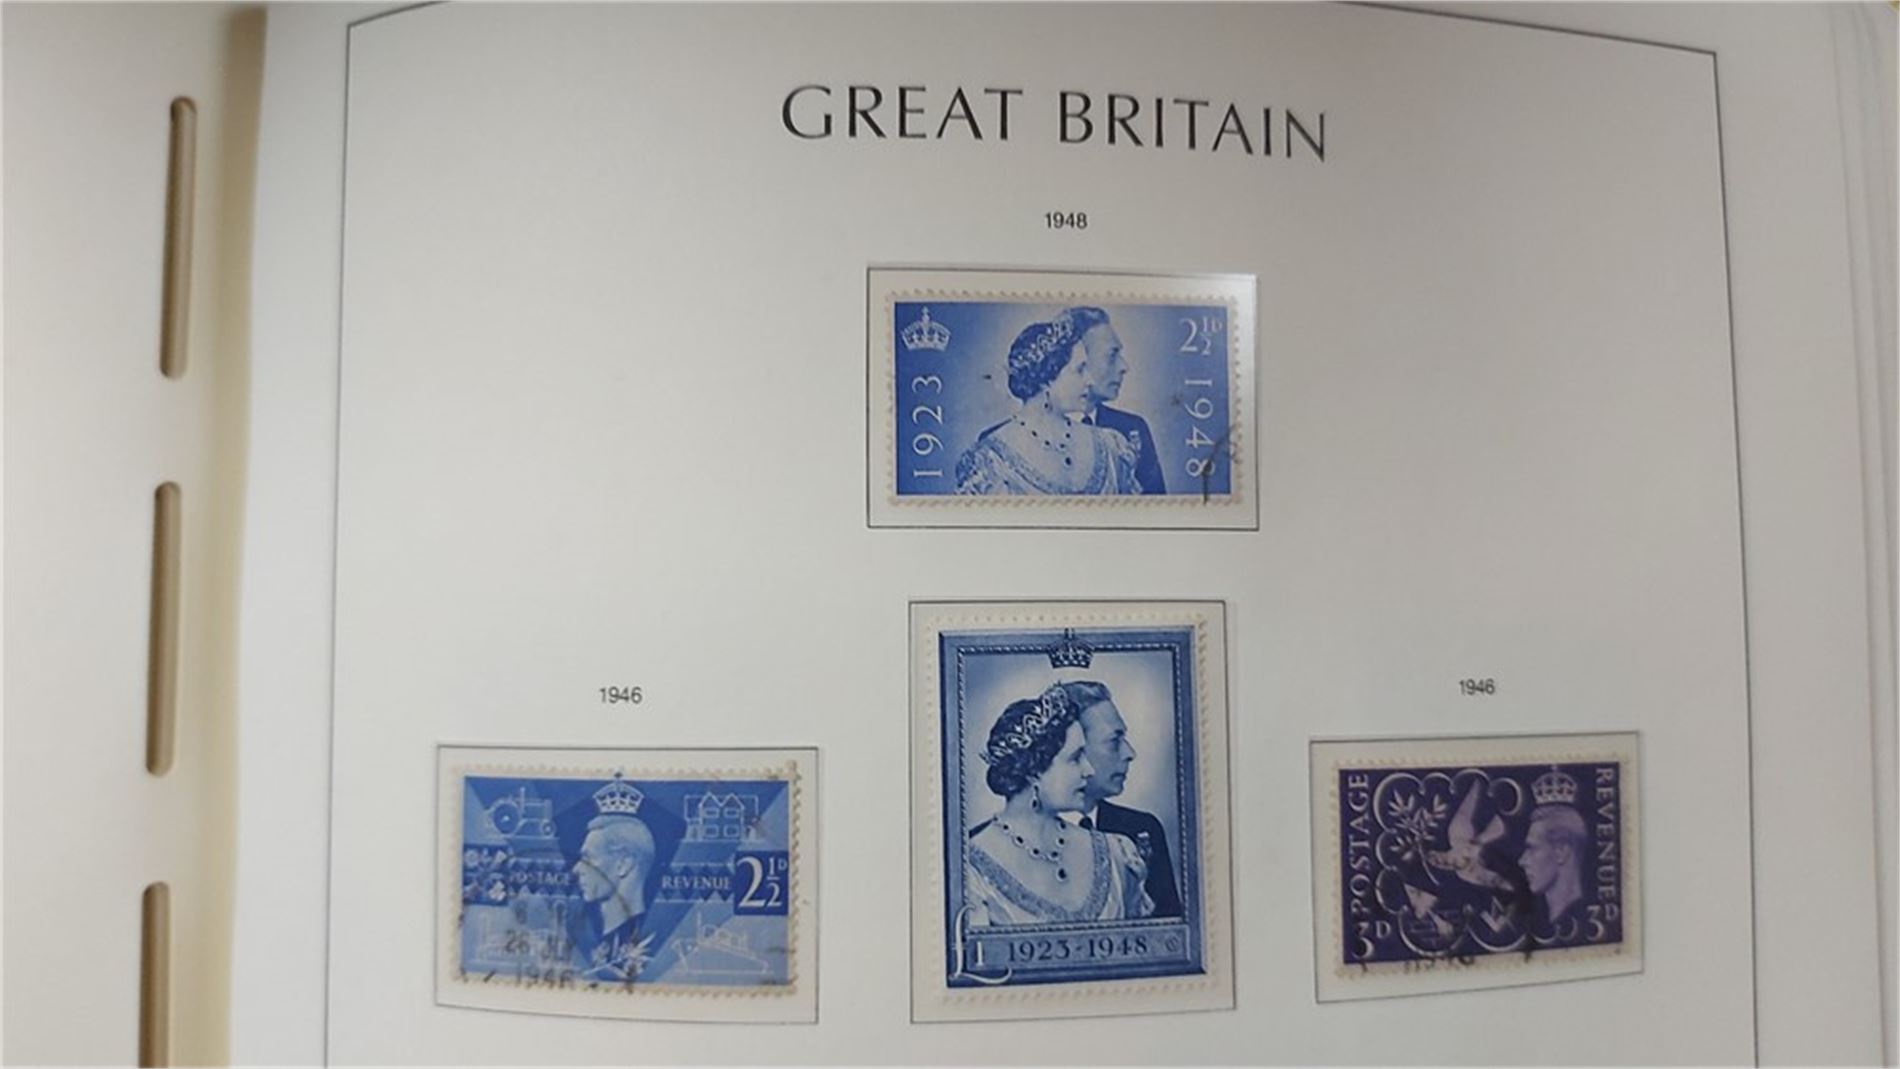 GREAT BRITAIN
1948
1923
2½D
1948
1946
POSTAGE
REVENUE
2½D
26 JLY
1946
£1 1923-1948
1946
POSTAGE
REVENUE
3D
3D